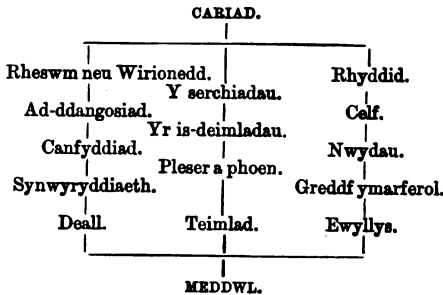 CARIAD.
Rheswm neu Wirionedd.
Ad-ddangosiad.
Canfyddiad.
Synwyryddiaeth.
Deall.
Y serchiadau.
Yr is-deimladau.
Pleser a phoen.
Teimlad.
Rhyddid.
Celf.
Nwydau.
Greddf ymarferol.
Ewyllys.
MEDDWL.